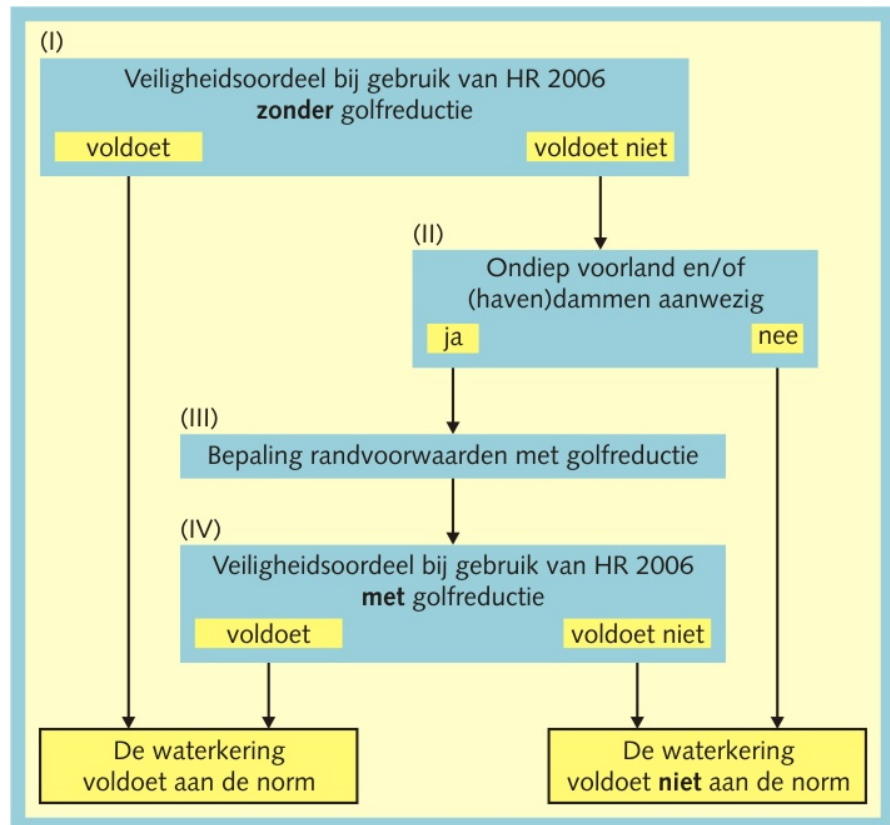 (I)
Veiligheidsoordeel bij gebruik van HR 2006
zonder golfreductie
voldoet
voldoet niet
(II)
Ondiep voorland en/of
(haven)dammen aanwezig
ja
nee
(III)
Bepaling randvoorwaarden met golfreductie
(IV)
Veiligheidsoordeel bij gebruik van HR 2006
met golfreductie
voldoet
voldoet niet
De waterkering
voldoet aan de norm
De waterkering
voldoet niet aan de norm